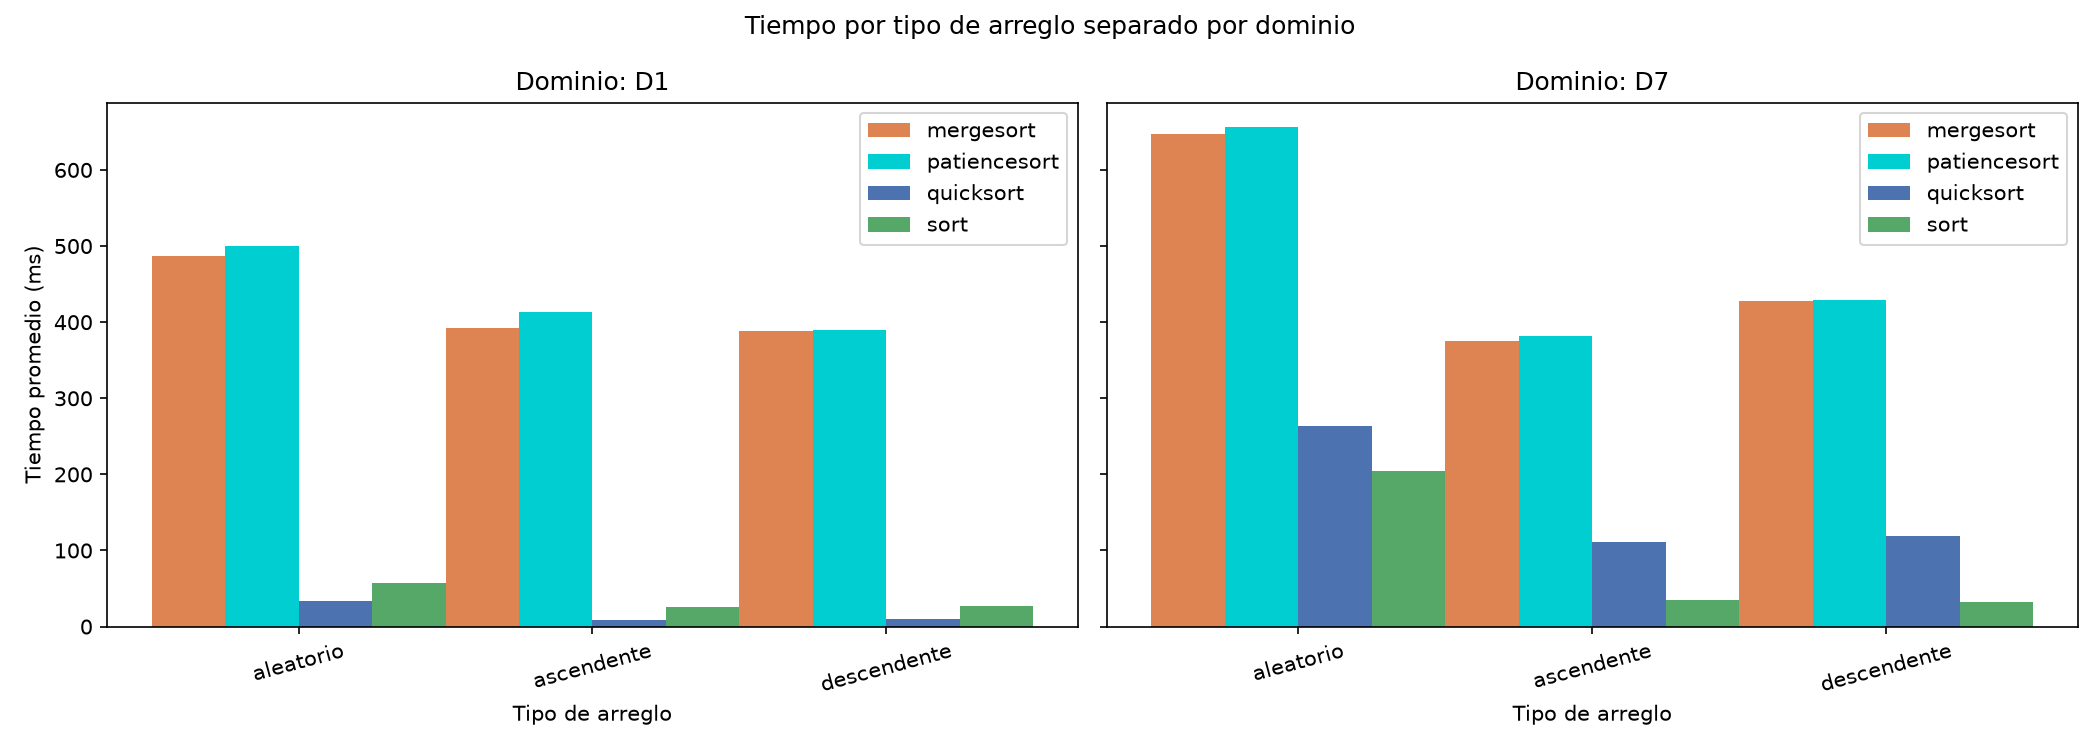 Tiempo por tipo de arreglo separado por dominio
Dominio: D1
mergesort
patiencesort
quicksort
sort
Tiempo promedio (ms)
600
500
400
300
200
100
0
aleatorio
ascendente
descendente
Tipo de arreglo
Dominio: D7
mergesort
patiencesort
quicksort
sort
aleatorio
ascendente
descendente
Tipo de arreglo